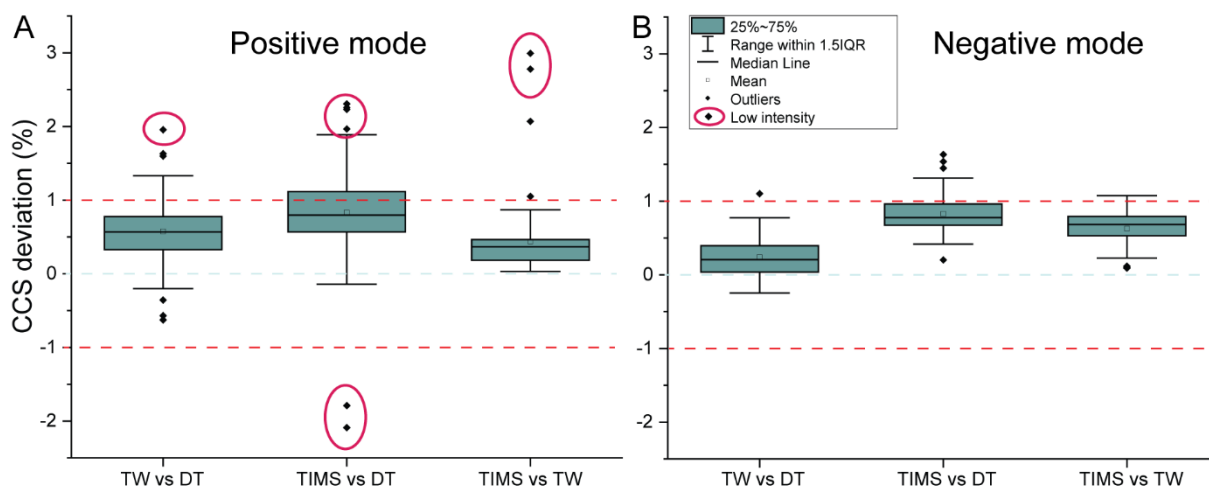 A
Positive mode
CCS deviation (%)
3
2
1
0
-1
-2
TW vs DT
TIMS vs DT
TIMS vs TW
B
Negative mode
25%~75%
Range within 1.5IQR
Median Line
Mean
Outliers
Low intensity
3
2
1
0
-1
-2
TW vs DT
TIMS vs DT
TIMS vs TW